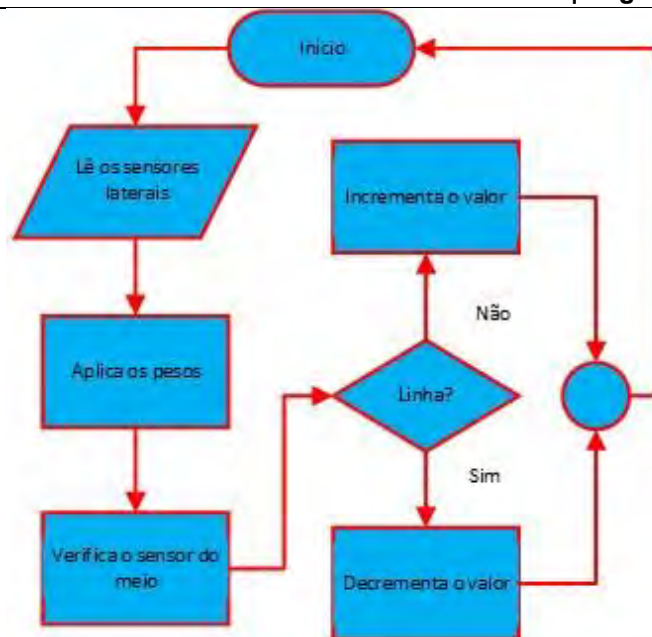 Início
Lê os sensores
laterais
Incrementa o valor
Não
Aplica os pesos
Linha?
Sim
Verifica o sensor do
meio
Decrementa o valor